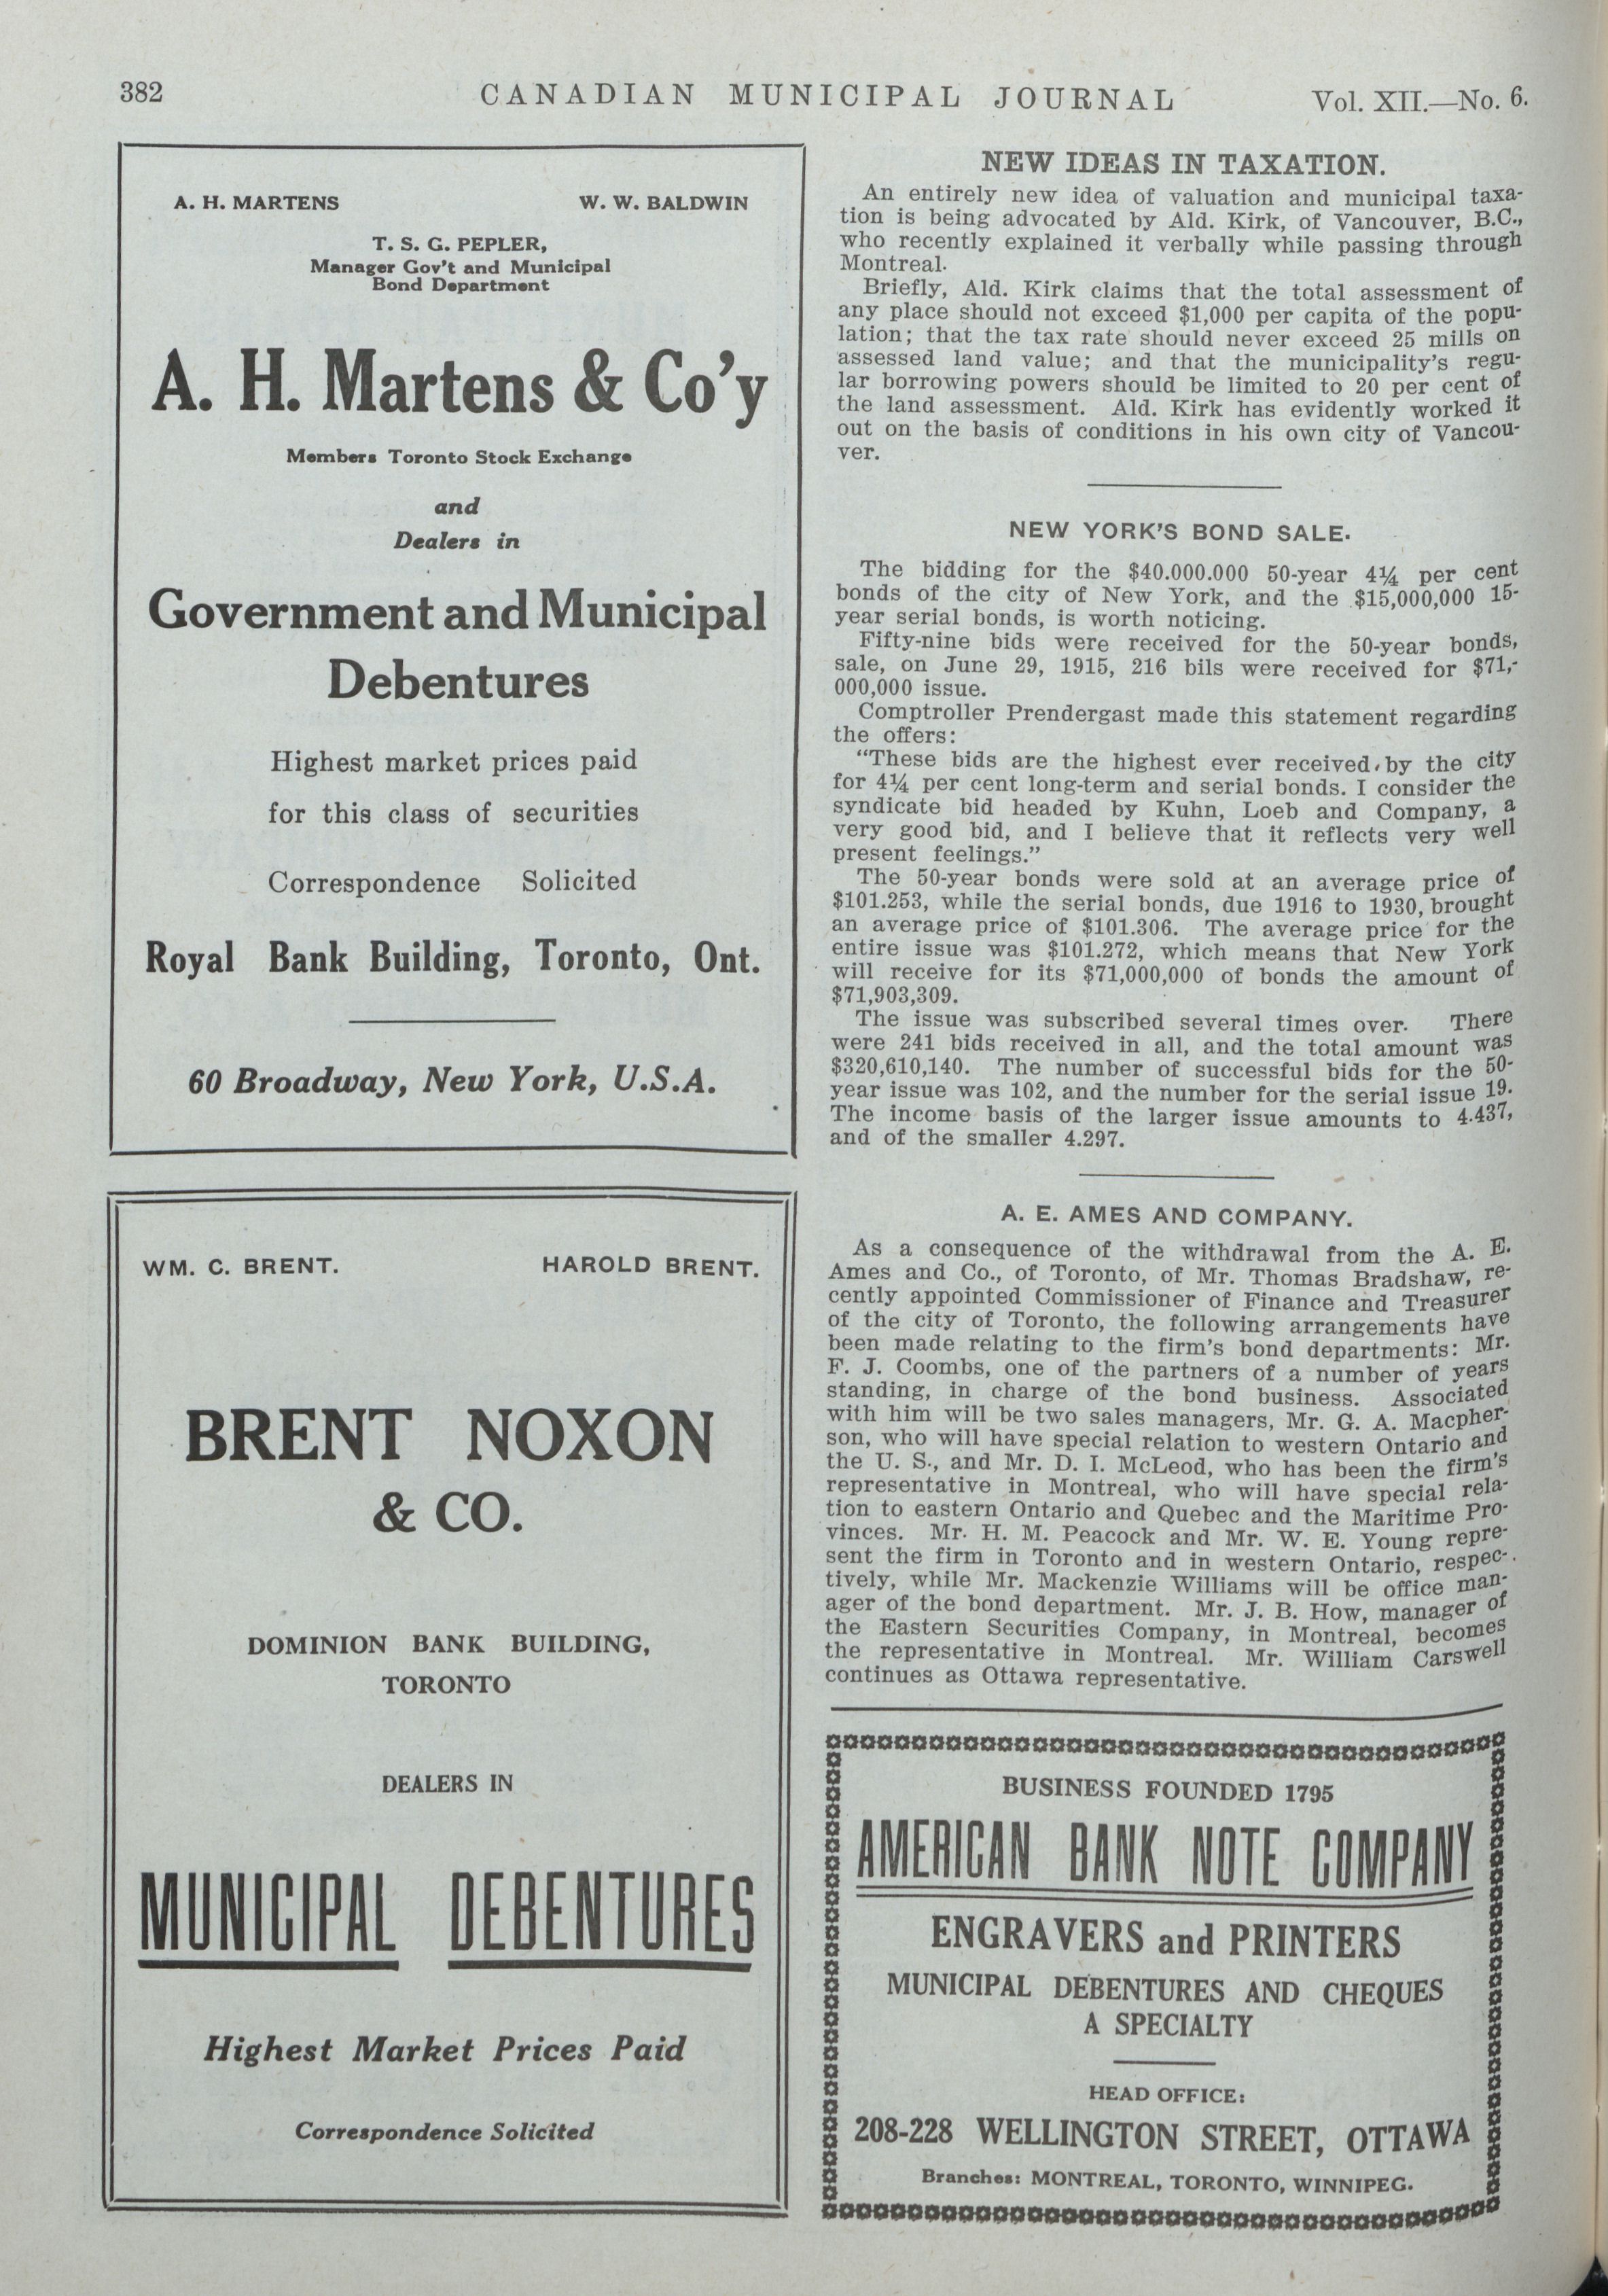 382
CANADIAN MUNICIPAL JOURNAL
Vol. XII.—No. 6.
A. H. MARTENS
W. W. BALDWIN
T. S. G. PEPLER,
Manager Gov't and Municipal
Bond Department
A. H. Martens & Co'y
Members Toronto Stock Exchange
and
Dealers in
Government and Municipal
Debentures
Highest market prices paid
for this class of securities
Correspondence Solicited
Royal Bank Building, Toronto, Ont.
60 Broadway, New York, U.S.A.
WM. C. BRENT.
HAROLD BRENT.
BRENT NOXON
& CO.
DOMINION BANK BUILDING,
TORONTO
DEALERS IN
MUNICIPAL DEBENTURES
Highest Market Prices Paid
Correspondence Solicited
NEW IDEAS IN TAXATION.
An entirely new idea of valuation and municipal taxa-
tion is being advocated by Ald. Kirk, of Vancouver, B.C.,
who recently explained it verbally while passing through
Montreal.
Briefly, Ald. Kirk claims that the total assessment of
any place should not exceed $1,000 per capita of the popu-
lation; that the tax rate should never exceed 25 mills on
assessed land value; and that the municipality's regu-
lar borrowing powers should be limited to 20 per cent of
the land assessment. Ald. Kirk has evidently worked it
out on the basis of conditions in his own city of Vancou-
ver.
NEW YORK'S BOND SALE.
The bidding for the $40.000.000 50-year 4¼ per cent
bonds of the city of New York, and the $15,000,000 15-
year serial bonds, is worth noticing.
Fifty-nine bids were received for the 50-year bonds,
sale, on June 29, 1915, 216 bils were received for $71,-
000,000 issue.
Comptroller Prendergast made this statement regarding
the offers:
"These bids are the highest ever received by the city
for 4¼ per cent long-term and serial bonds. I consider the
syndicate bid headed by Kuhn, Loeb and Company, a
very good bid, and I believe that it reflects very well
present feelings."
The 50-year bonds were sold at an average price of
$101.253, while the serial bonds, due 1916 to 1930, brought
an average price of $101.306. The average price for the
entire issue was $101.272, which means that New York
will receive for its $71,000,000 of bonds the amount of
$71,903,309.
The issue was subscribed several times over. There
were 241 bids received in all, and the total amount was
$320,610,140. The number of successful bids for the 50-
year issue was 102, and the number for the serial issue 19.
The income basis of the larger issue amounts to 4.437,
and of the smaller 4.297.
A. E. AMES AND COMPANY.
As a consequence of the withdrawal from the A. E.
Ames and Co., of Toronto, of Mr. Thomas Bradshaw, re-
cently appointed Commissioner of Finance and Treasurer
of the city of Toronto, the following arrangements have
been made relating to the firm's bond departments: Mr.
F. J. Coombs, one of the partners of a number of years
standing, in charge of the bond business. Associated
with him will be two sales managers, Mr. G. A. Macpher-
son, who will have special relation to western Ontario and
the U. S., and Mr. D. I. McLeod, who has been the firm's
representative in Montreal, who will have special rela-
tion to eastern Ontario and Quebec and the Maritime Pro-
vinces. Mr. H. M. Peacock and Mr. W. E. Young repre-
sent the firm in Toronto and in western Ontario, respec-
tively, while Mr. Mackenzie Williams will be office man-
ager of the bond department. Mr. J. B. How, manager of
the Eastern Securities Company, in Montreal, becomes
the representative in Montreal. Mr. William Carswell
continues as Ottawa representative.
BUSINESS FOUNDED 1795
AMERICAN BANK NOTE COMPANY
ENGRAVERS and PRINTERS
MUNICIPAL DEBENTURES AND CHEQUES
A SPECIALTY
HEAD OFFICE:
208-228 WELLINGTON STREET, OTTAWA
Branches: MONTREAL, TORONTO, WINNIPEG.